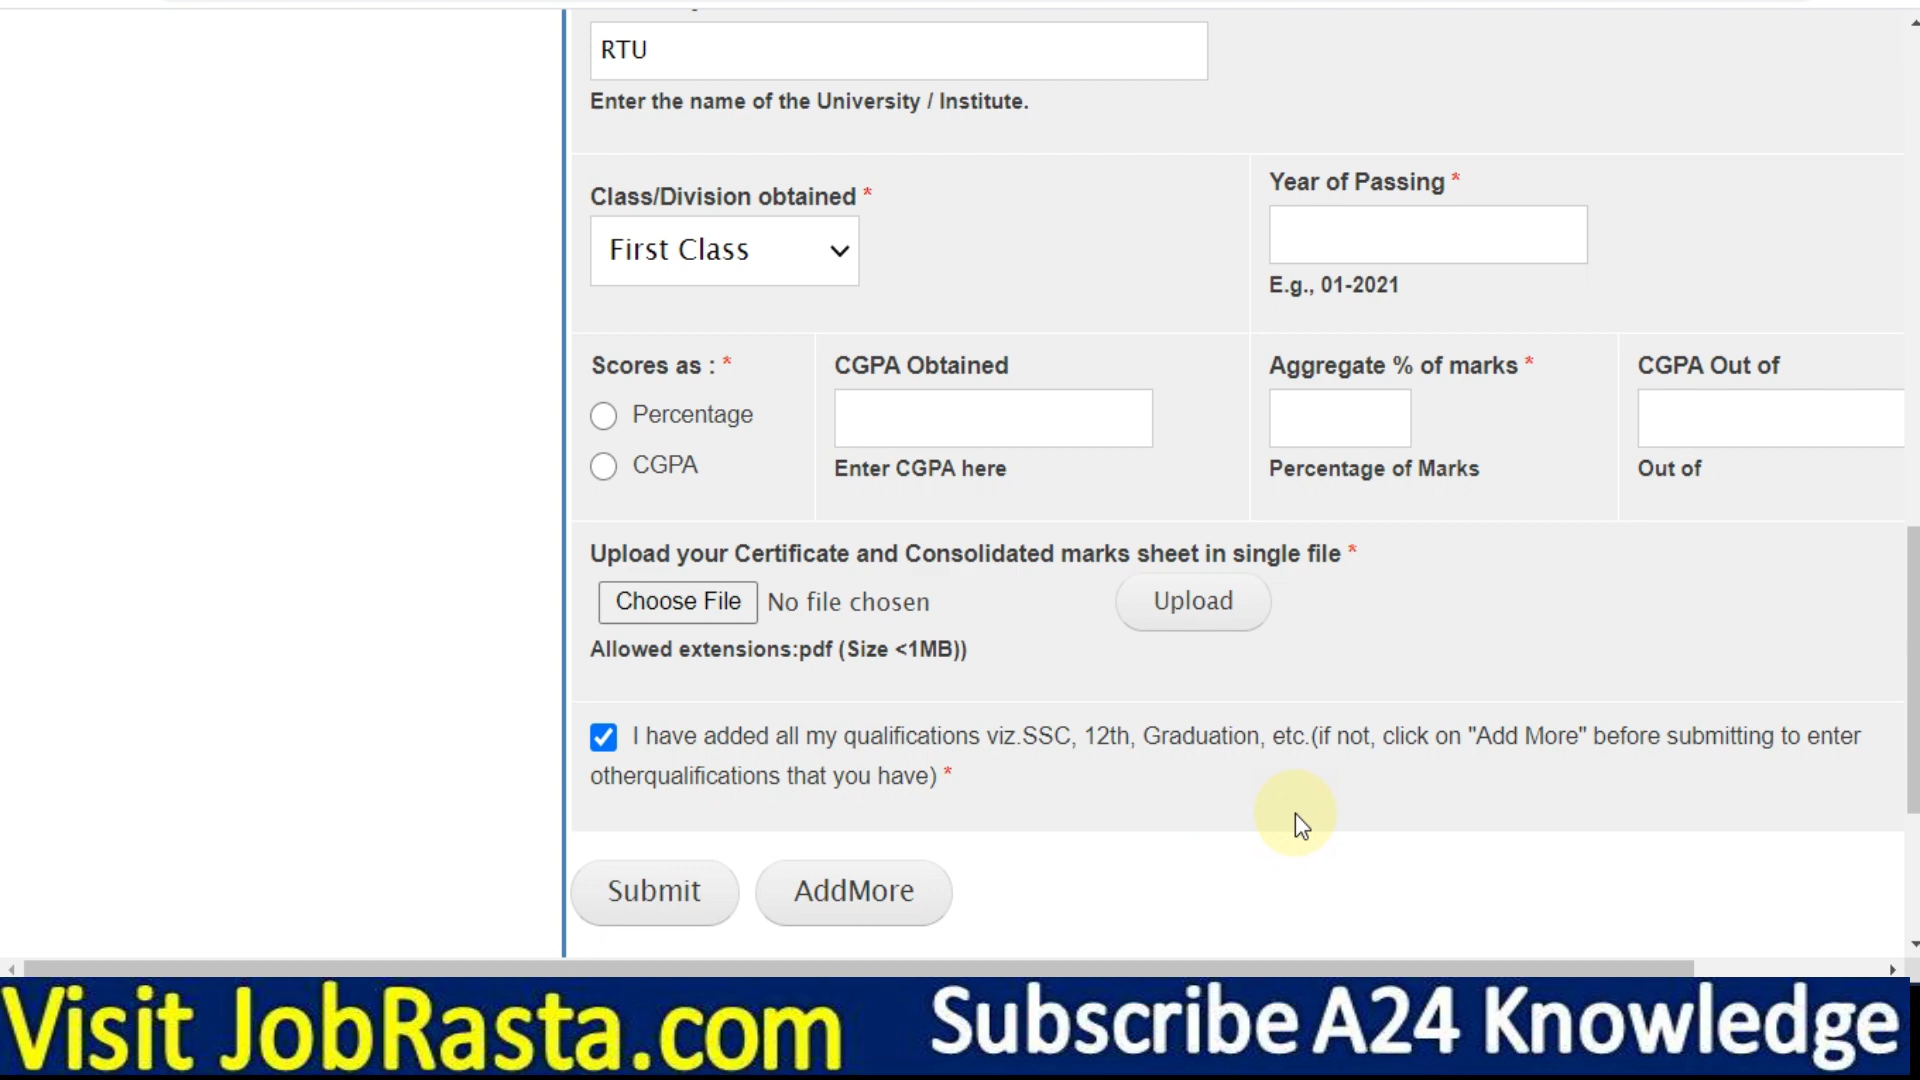 RTU
Enter the name of the University / Institute.
Class/Division obtained *
First Class
Year of Passing *
E.g., 01-2021
Scores as : *
Percentage
CGPA
CGPA Obtained
Enter CGPA here
Aggregate % of marks *
Percentage of Marks
CGPA Out of
Out of
Upload your Certificate and Consolidated marks sheet in single file *
Choose File No file chosen
Upload
Allowed extensions:pdf (Size <1MB))
I have added all my qualifications viz.SSC, 12th, Graduation, etc.(if not, click on "Add More" before submitting to enter
otherqualifications that you have) *
Submit
AddMore
Visit JobRasta.com
Subscribe A24 Knowledge